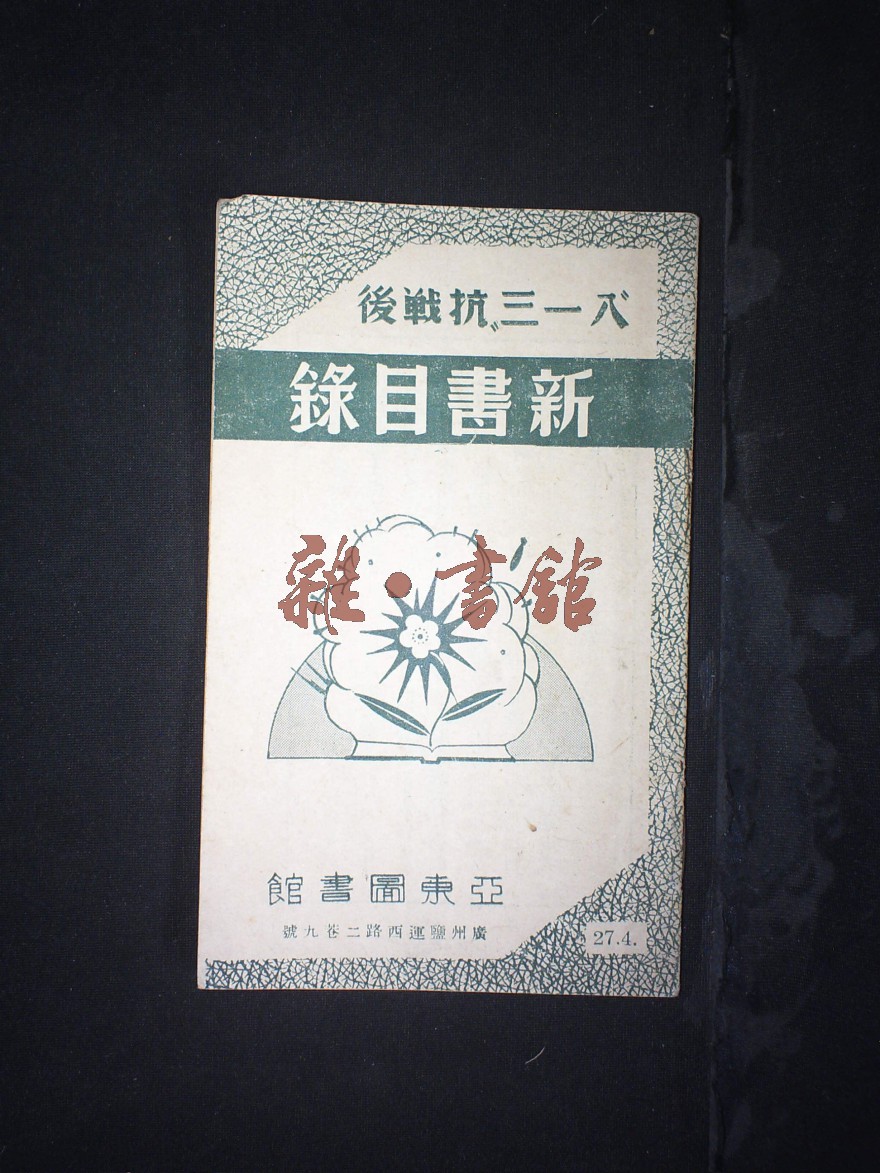 〝八一三〞抗戰後
新書目錄
雜·書館
亞東圖書館
廣州鹽運西路二巷九號
27.4.